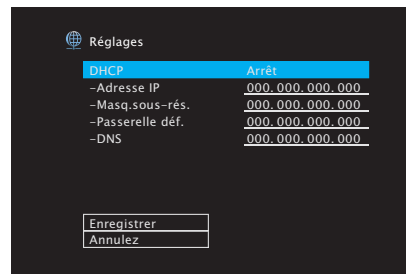 Réglages
DHCP Arrêt
–Adresse IP 000. 000. 000. 000
–Masq.sous-rés. 000. 000. 000. 000
–Passerelle déf. 000. 000. 000. 000
–DNS 000. 000. 000. 000
Enregistrer
Annulez